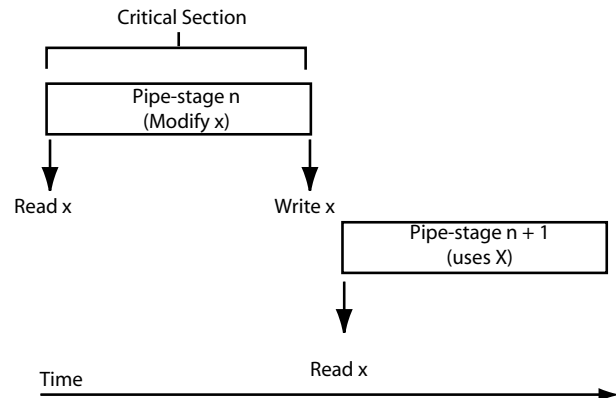 Critical Section
Pipe-stage n
(Modify x)
Read x
Write x
Pipe-stage n + 1
(uses X)
Read x
Time